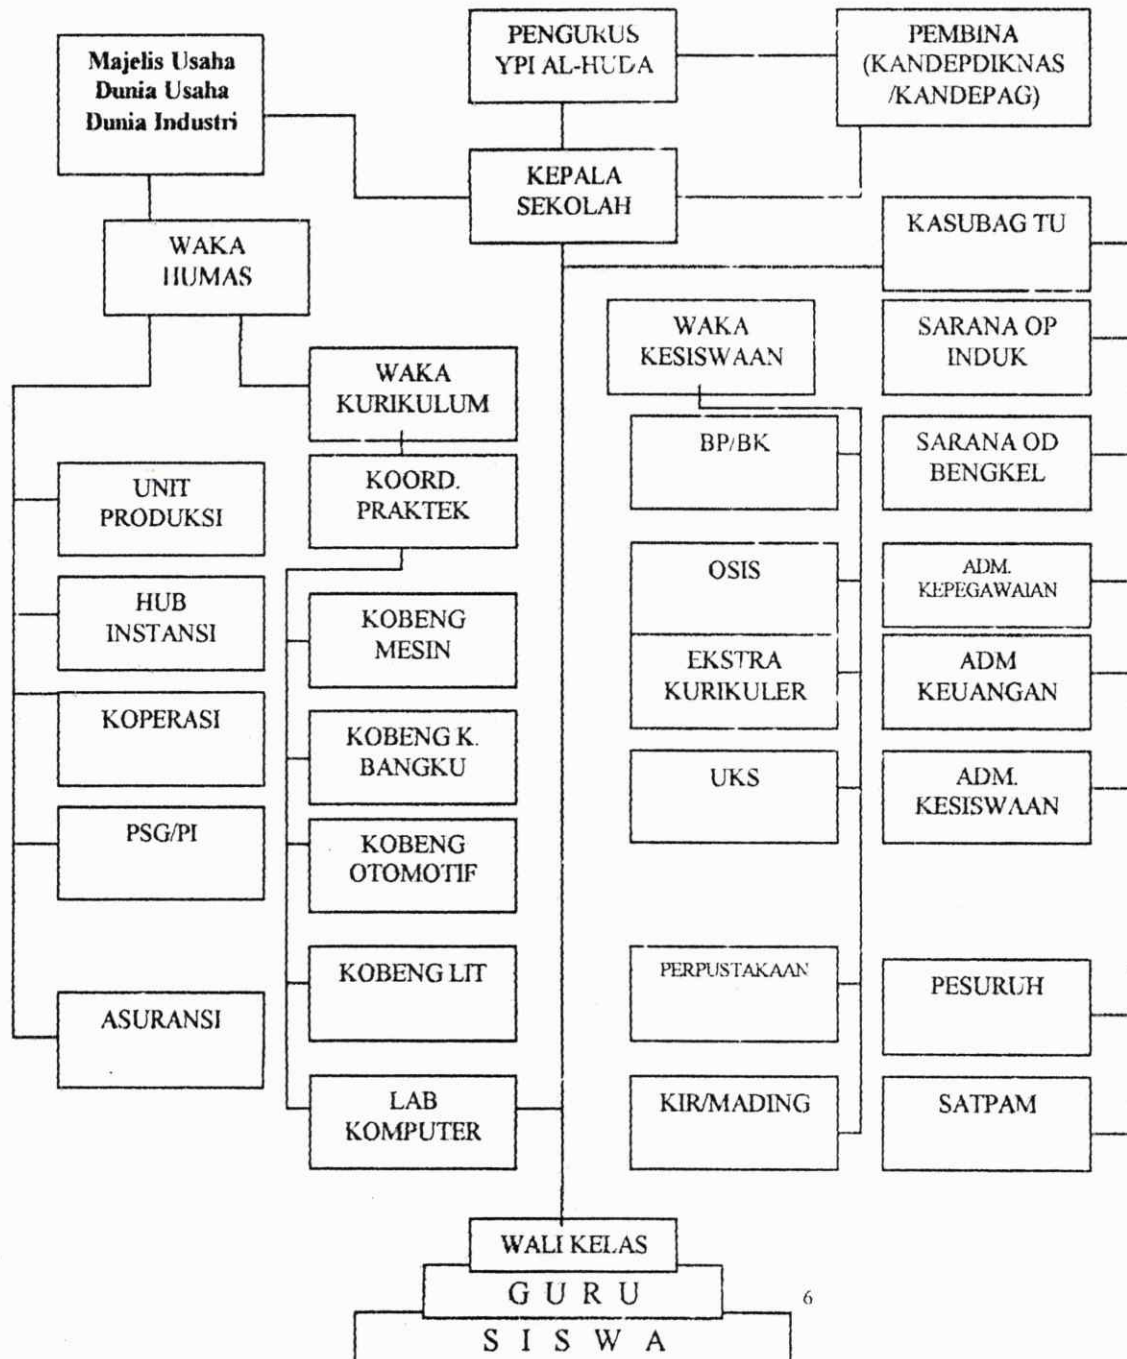 Majelis Usaha
Dunia Usaha
Dunia Industri
PENGURUS
YPI AL-HUDA
PEMBINA
(KANDEPDIKNAS
/KANDEPAG)
KEPALA
SEKOLAH
KASUBAG TU
WAKA
HUMAS
WAKA
KURIKULUM
WAKA
KESISWAAN
SARANA OP
INDUK
KOORD.
PRAKTEK
BP/BK
SARANA OD
BENGKEL
UNIT
PRODUKSI
HUB
INSTANSI
KOPERASI
PSG/PI
ASURANSI
KOBENG
MESIN
KOBENG K.
BANGKU
KOBENG
OTOMOTIF
KOBENG LIT
LAB
KOMPUTER
OSIS
EKSTRA
KURIKULER
UKS
PERPUSTAKAAN
KIR/MADING
ADM.
KEPEGAWAIAN
ADM
KEUANGAN
ADM.
KESISWAAN
PESURUH
SATPAM
WALI KELAS
G U R U
6
S I S W A